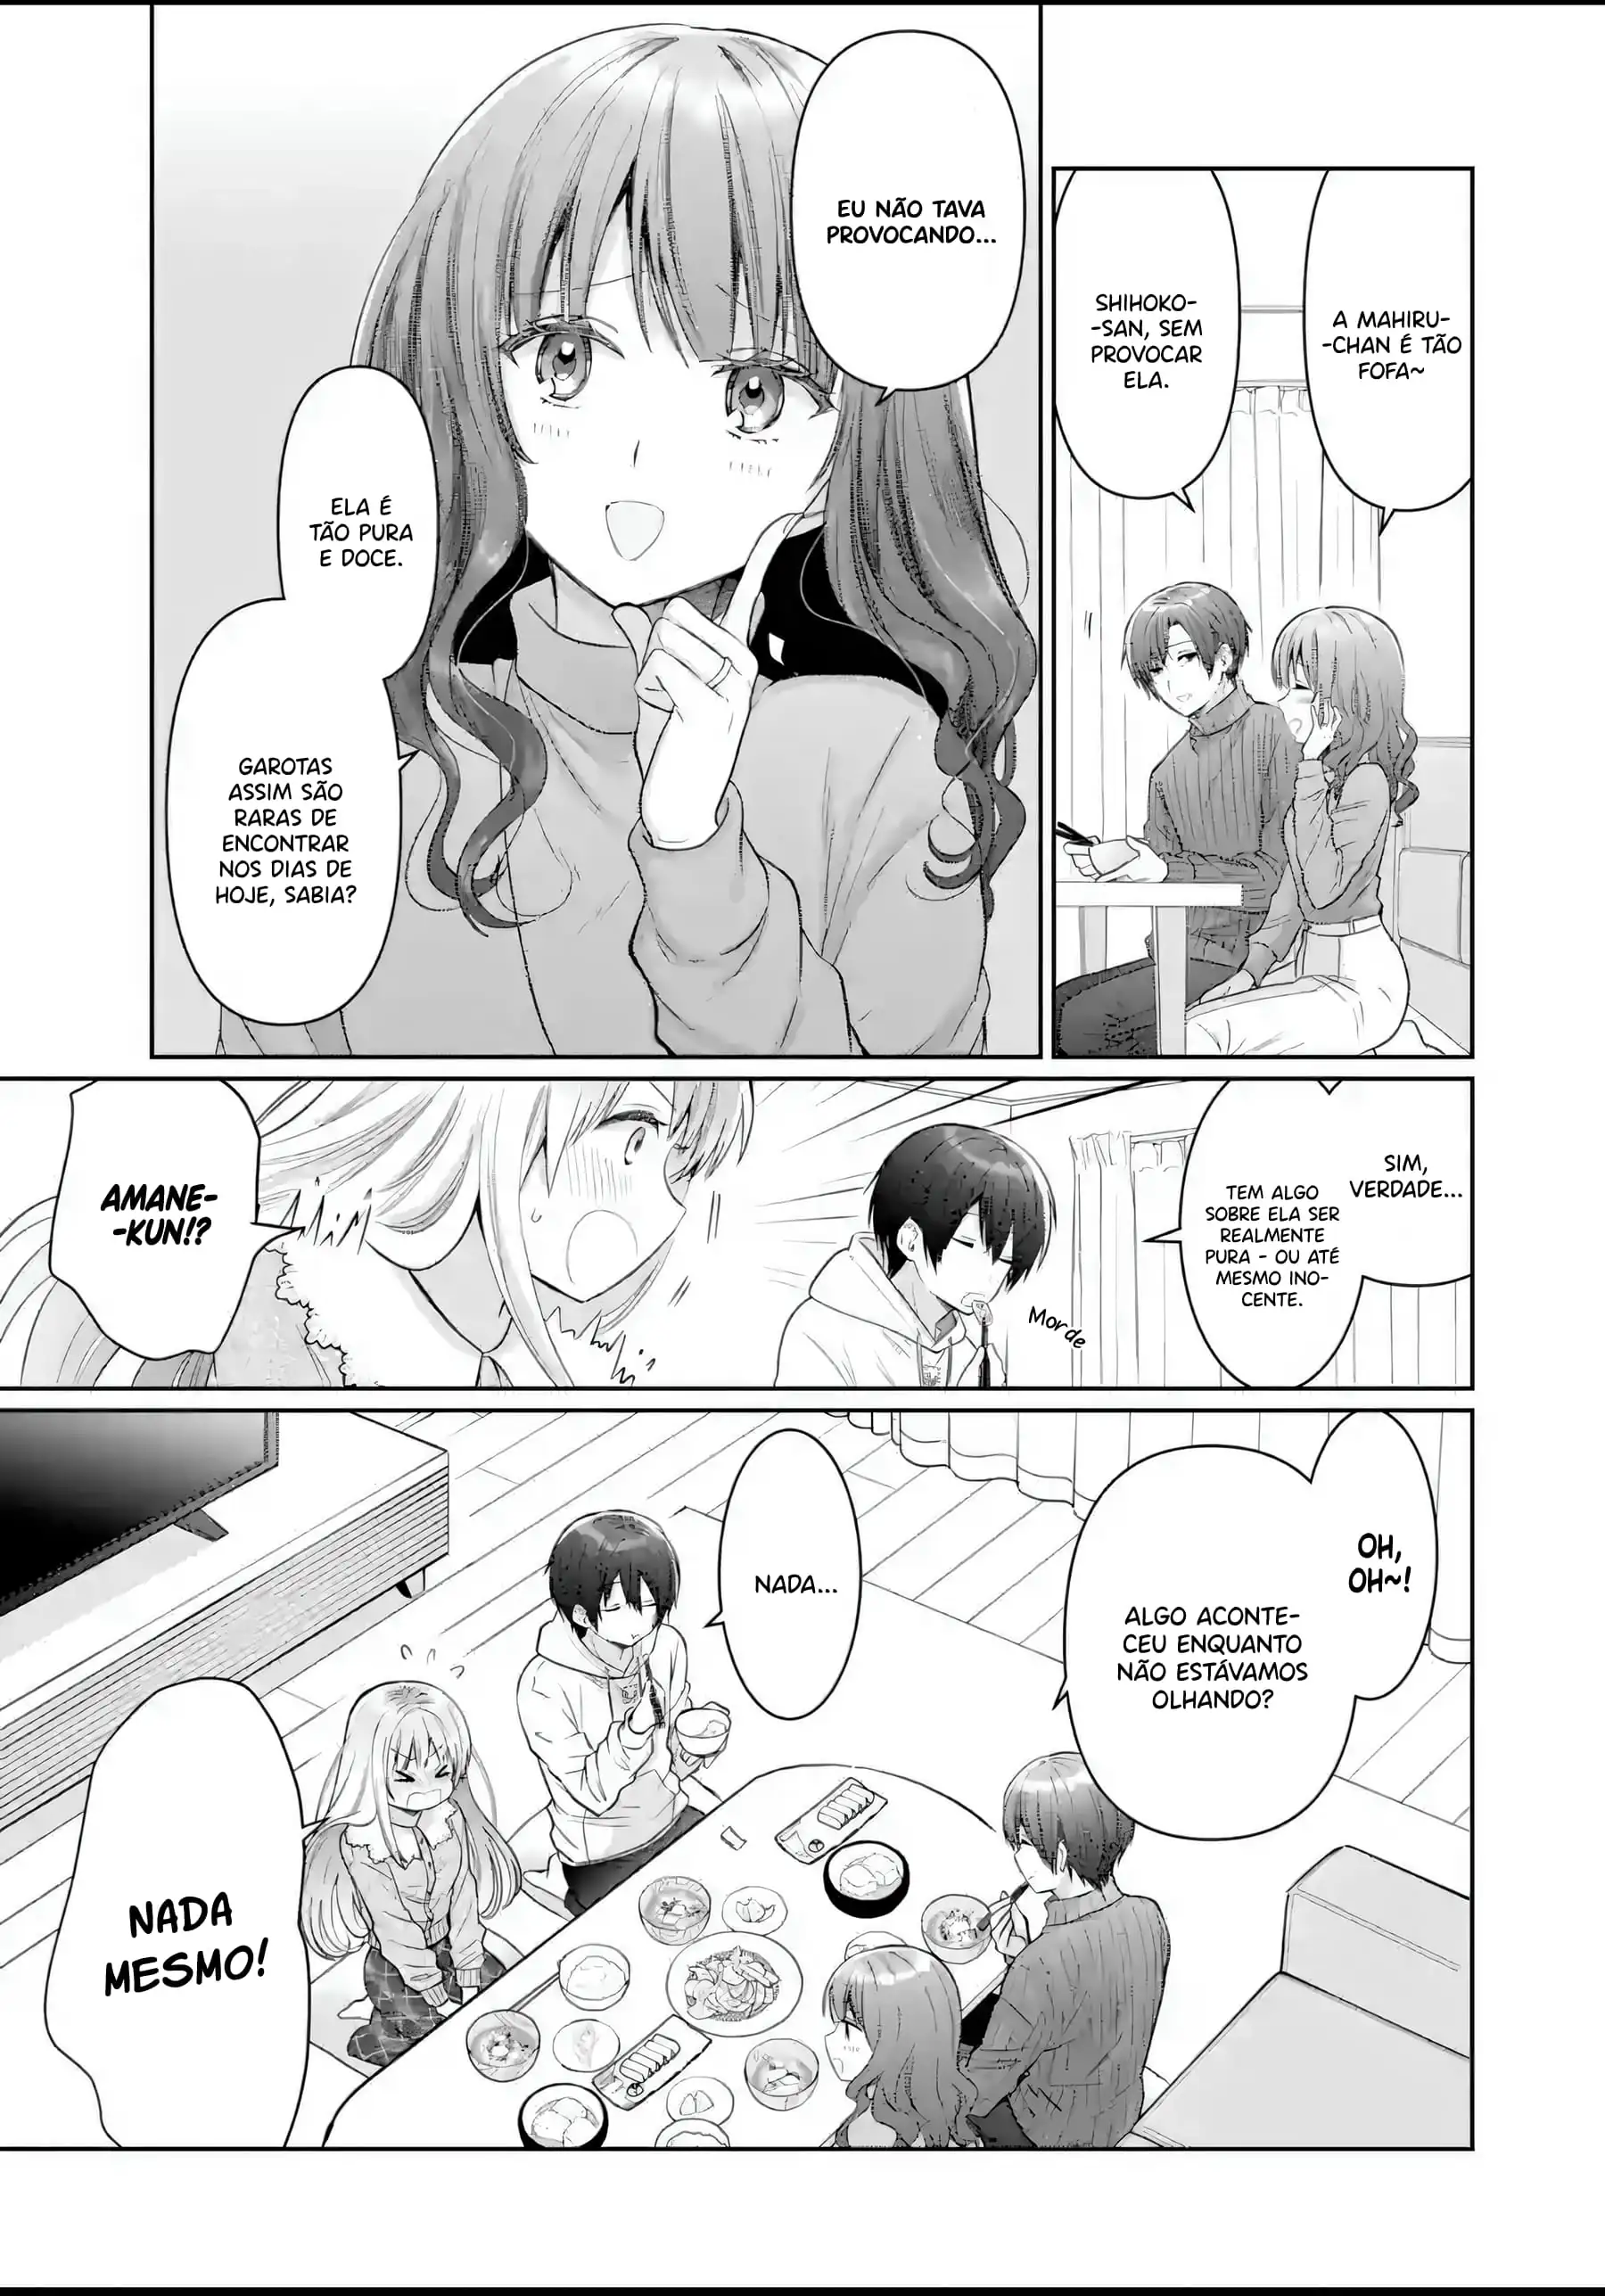 A MAHIRU-
-CHAN É TÃO
FOFA~
SHIHOKO-
-SAN, SEM
PROVOCAR
ELA.
EU NÃO TAVA
PROVOCANDO...
ELA É
TÃO PURA
E DOCE.
GAROTAS
ASSIM SÃO
RARAS DE
ENCONTRAR
NOS DIAS DE
HOJE, SABIA?
SIM,
VERDADE...
TEM ALGO
SOBRE ELA SER
REALMENTE
PURA - OU ATÉ
MESMO INO-
CENTE.
Morde
AMANE-
-KUN!?
OH,
OH~!
ALGO ACONTE-
CEU ENQUANTO
NÃO ESTÁVAMOS
OLHANDO?
NADA...
NADA
MESMO!